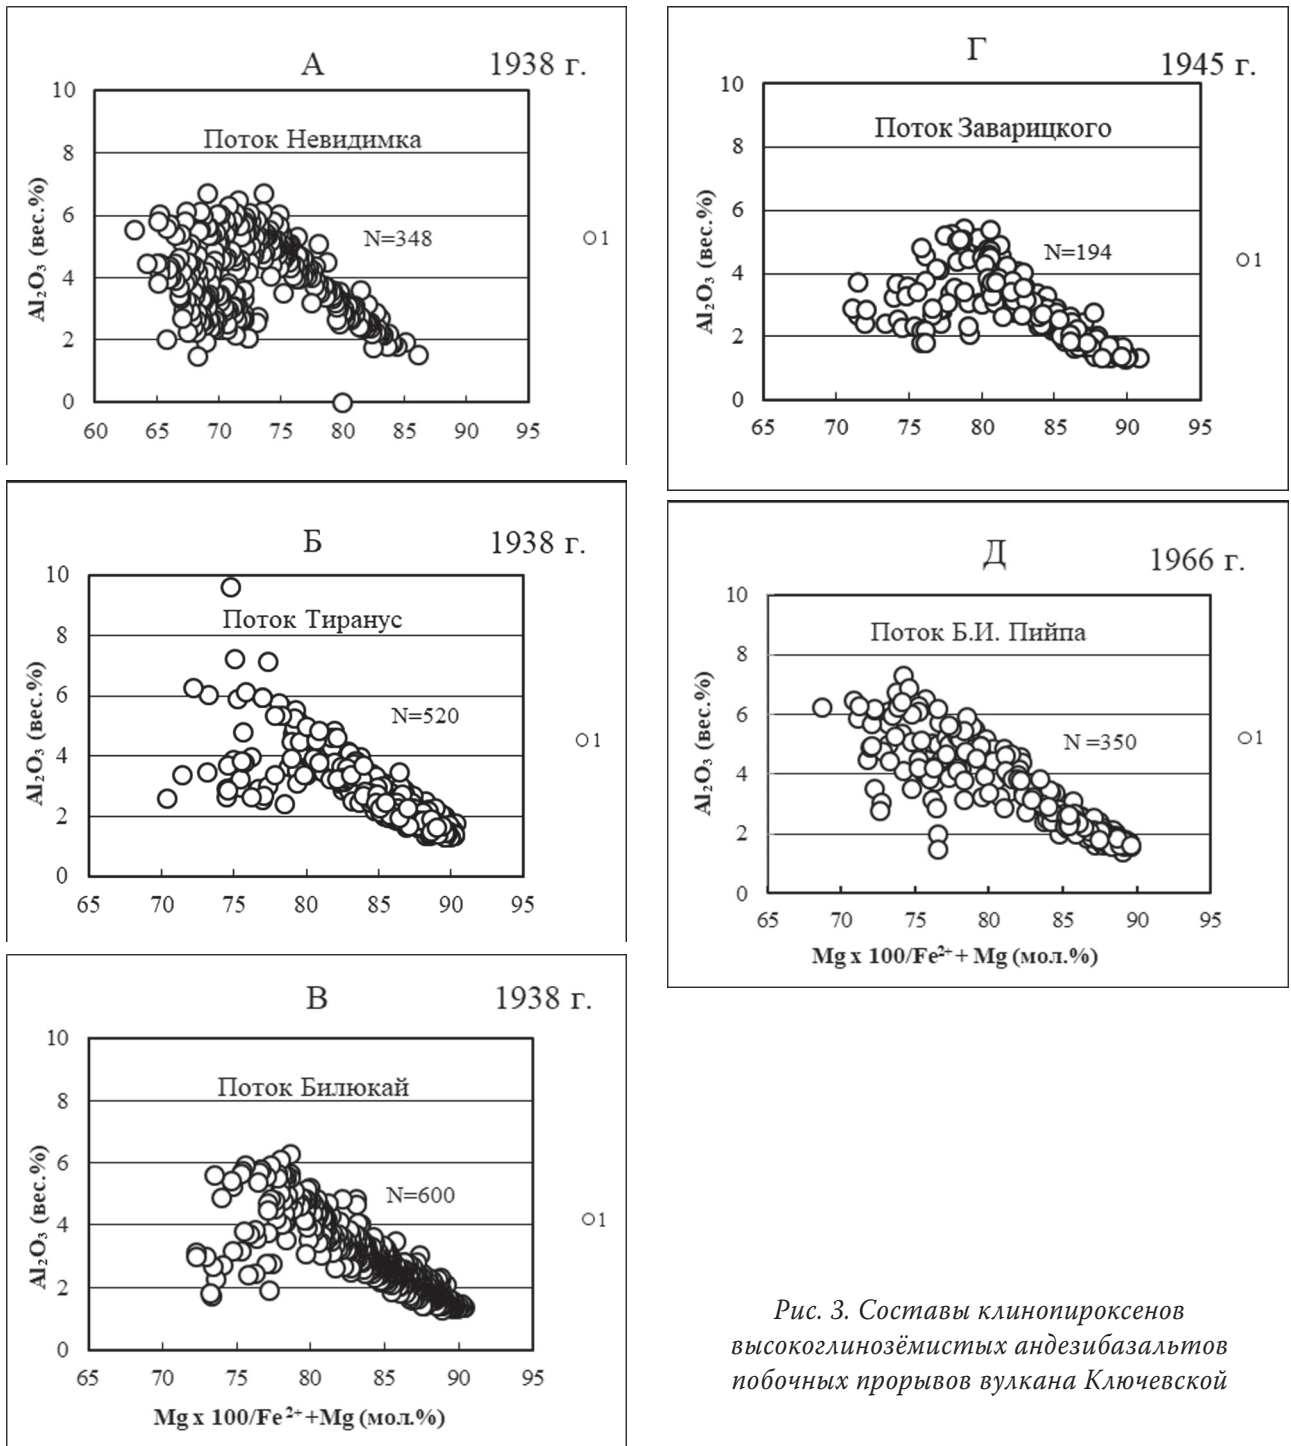 А
1938 г.
10
8
6
4
2
0
Al₂O₃ (вес.%)
Поток Невидимка
N=348
1
60 65 70 75 80 85 90 95
Б
1938 г.
10
8
6
4
2
0
Al₂O₃ (вес.%)
Поток Тиранус
N=520
1
65 70 75 80 85 90 95
В
1938 г.
10
8
6
4
2
0
Al₂O₃ (вес.%)
Поток Билюкай
N=600
1
65 70 75 80 85 90 95
Mg x 100/Fe²⁺+Mg (мол.%)
Г
1945 г.
10
8
6
4
2
0
Al₂O₃ (вес.%)
Поток Заварицкого
N=194
1
65 70 75 80 85 90 95
Д
1966 г.
10
8
6
4
2
0
Al₂O₃ (вес.%)
Поток Б.И. Пийпа
N =350
1
65 70 75 80 85 90 95
Mg x 100/Fe²⁺+ Mg (мол.%)
Рис. 3. Составы клинопироксенов
высокоглинозёмистых андезибазальтов
побочных прорывов вулкана Ключевской